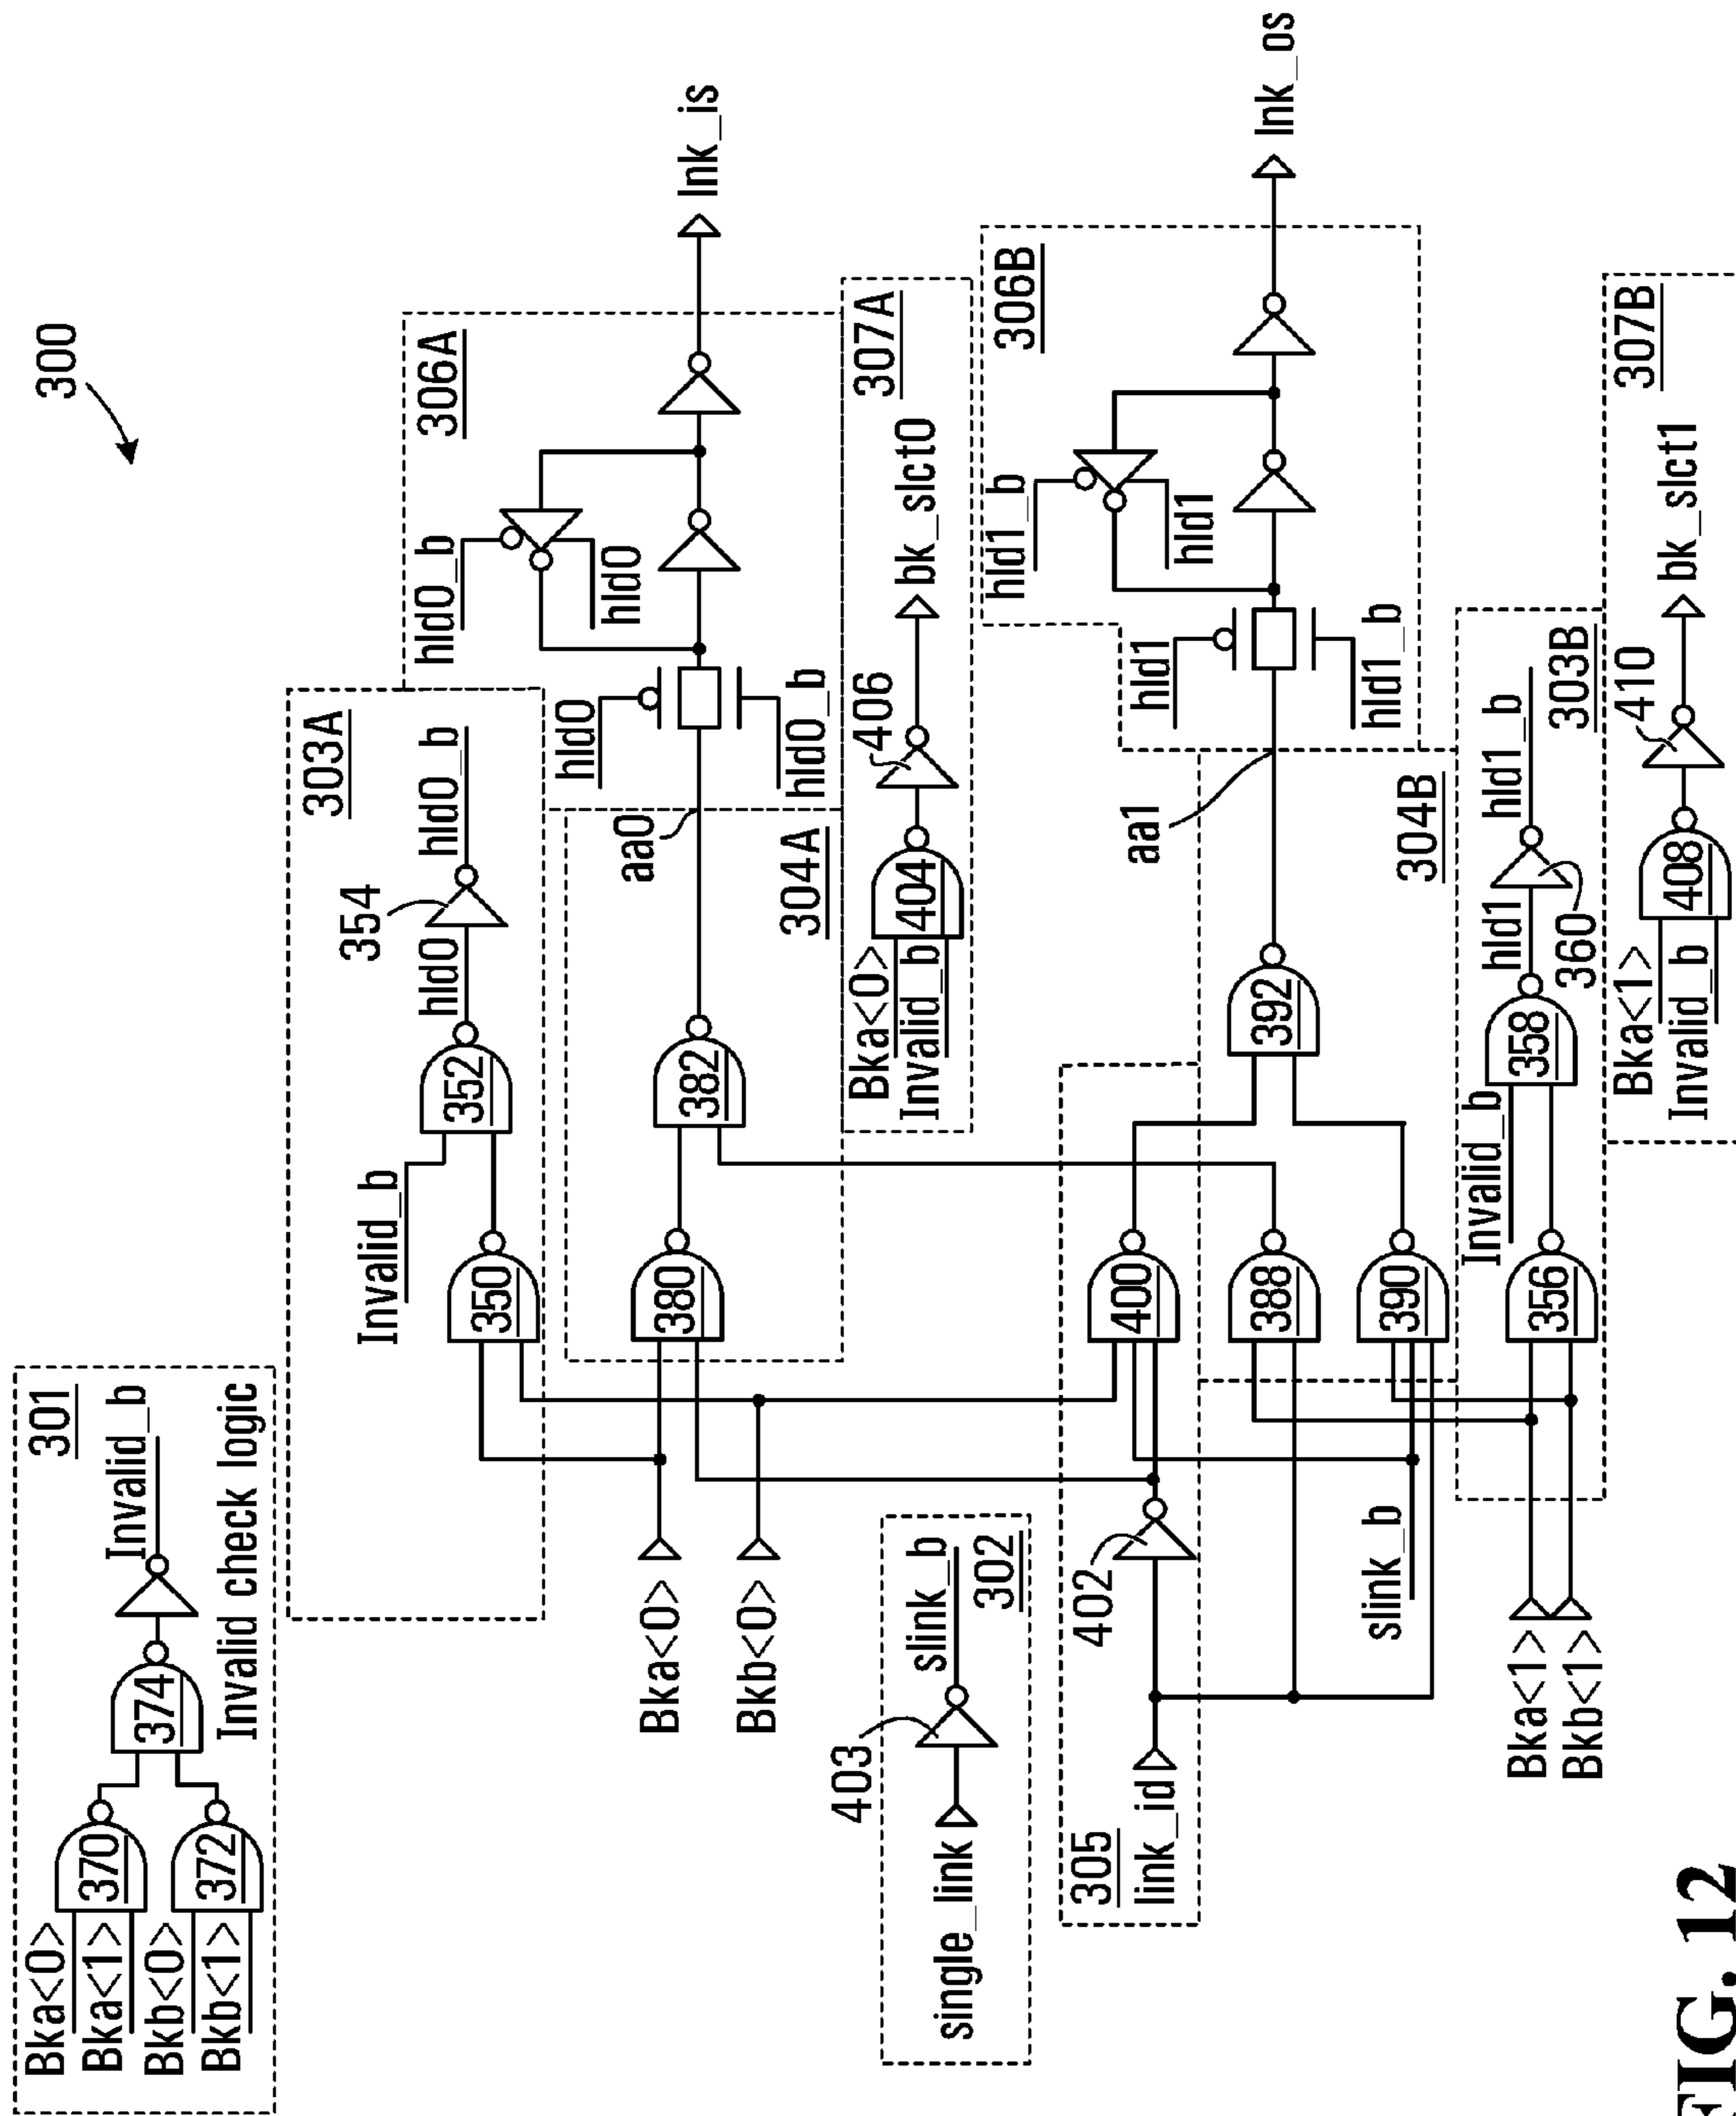 300
301
Bka<0>
Bka<1>
Bkb<0>
Bkb<1>
370
372
374
Invalid_b
Invalid check logic
303A
Invalid_b
350
352
hld0
354
hld0_b
306A
hld0_b
hld0
hld0
hld0_b
lnk_is
Bka<0>
Bkb<0>
380
382
aa0
304A
307A
Bka<0>
Invalid_b
404
406
bk_slct0
403
single_link
slink_b
302
305
link_id
402
400
388
390
slink_b
392
aa1
304B
306B
hld1_b
hld1
hld1
hld1_b
lnk_os
Bka<1>
Bkb<1>
Invalid_b
356
358
hld1
360
hld1_b
303B
307B
Bka<1>
Invalid_b
408
410
bk_slct1
FIG. 12